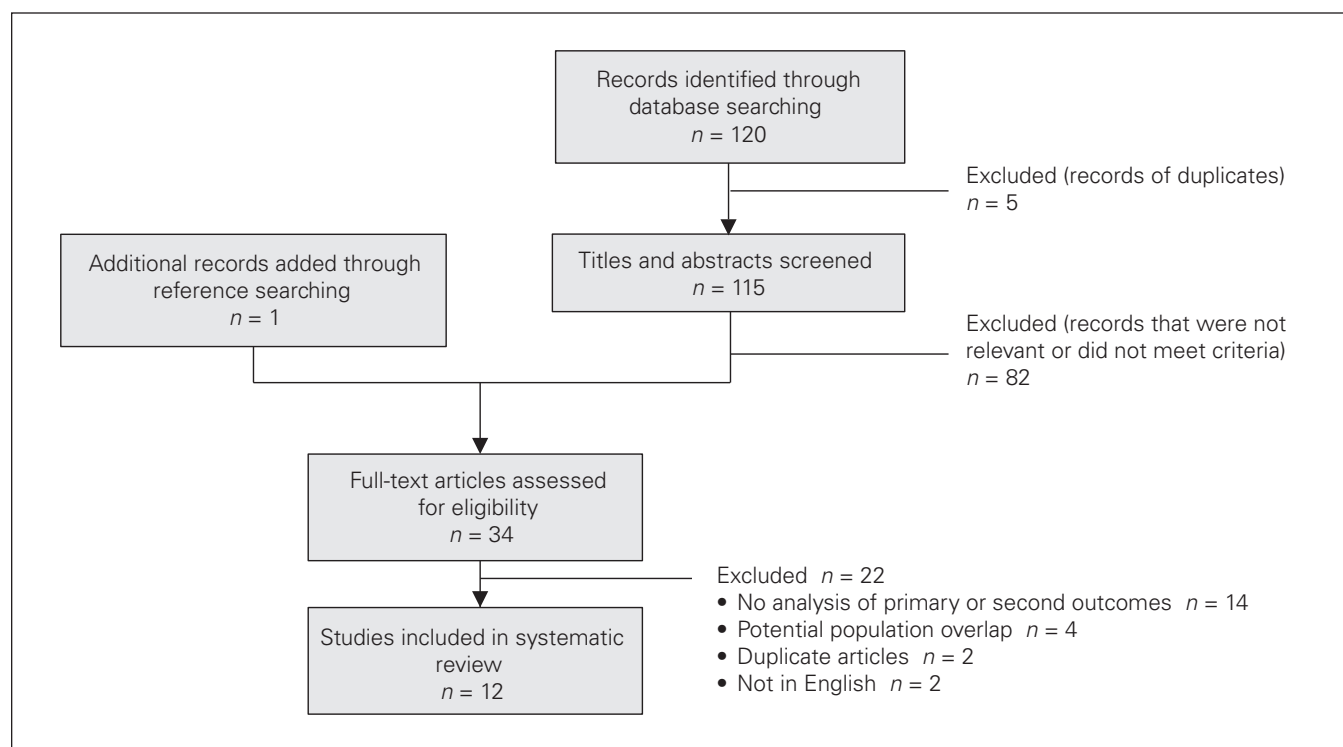 Records identified through
database searching
n = 120
Excluded (records of duplicates)
n = 5
Additional records added through
reference searching
n = 1
Titles and abstracts screened
n = 115
Excluded (records that were not
relevant or did not meet criteria)
n = 82
Full-text articles assessed
for eligibility
n = 34
Excluded n = 22
• No analysis of primary or second outcomes n = 14
• Potential population overlap n = 4
• Duplicate articles n = 2
• Not in English n = 2
Studies included in systematic
review
n = 12